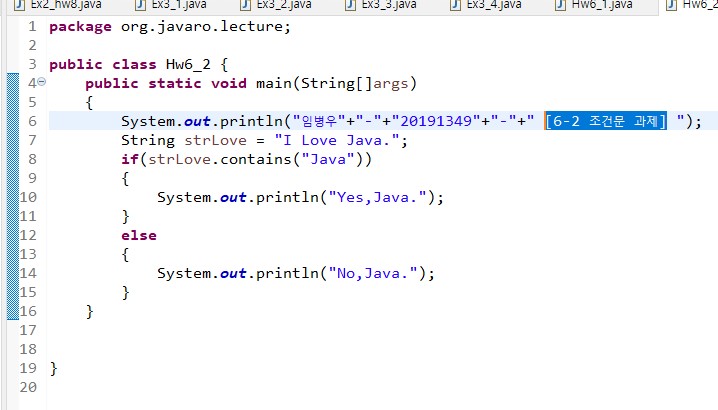 Ex2_hw8.java Ex3_1.java Ex3_2.java Ex3_3.java Ex3_4.java Hw6_1.java Hw6_2
1 package org.javaro.lecture;
2
3 public class Hw6_2 {
4 public static void main(String[]args)
5 {
6 System.out.println("임병우"+"-"+"20191349"+"-"+" [6-2 조건문 과제] ");
7 String strLove = "I Love Java.";
8 if(strLove.contains("Java"))
9 {
10 System.out.println("Yes,Java.");
11 }
12 else
13 {
14 System.out.println("No,Java.");
15 }
16 }
17
18
19 }
20